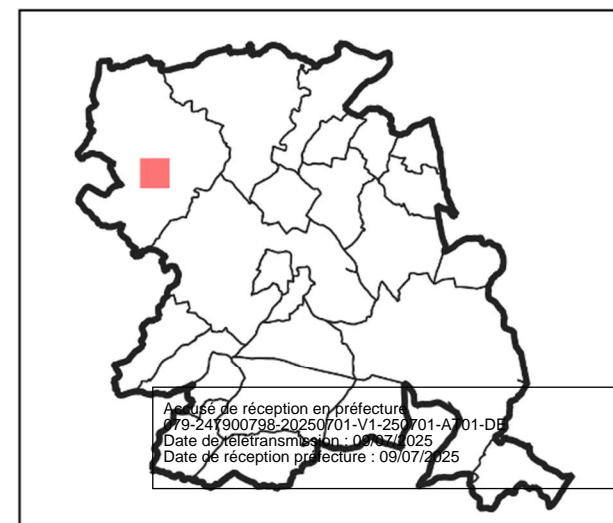 Accusé de réception en préfecture
079-247900798-20250701-V1-250701-AT01-DE
Date de télétransmission : 09/07/2025
Date de réception préfecture : 09/07/2025